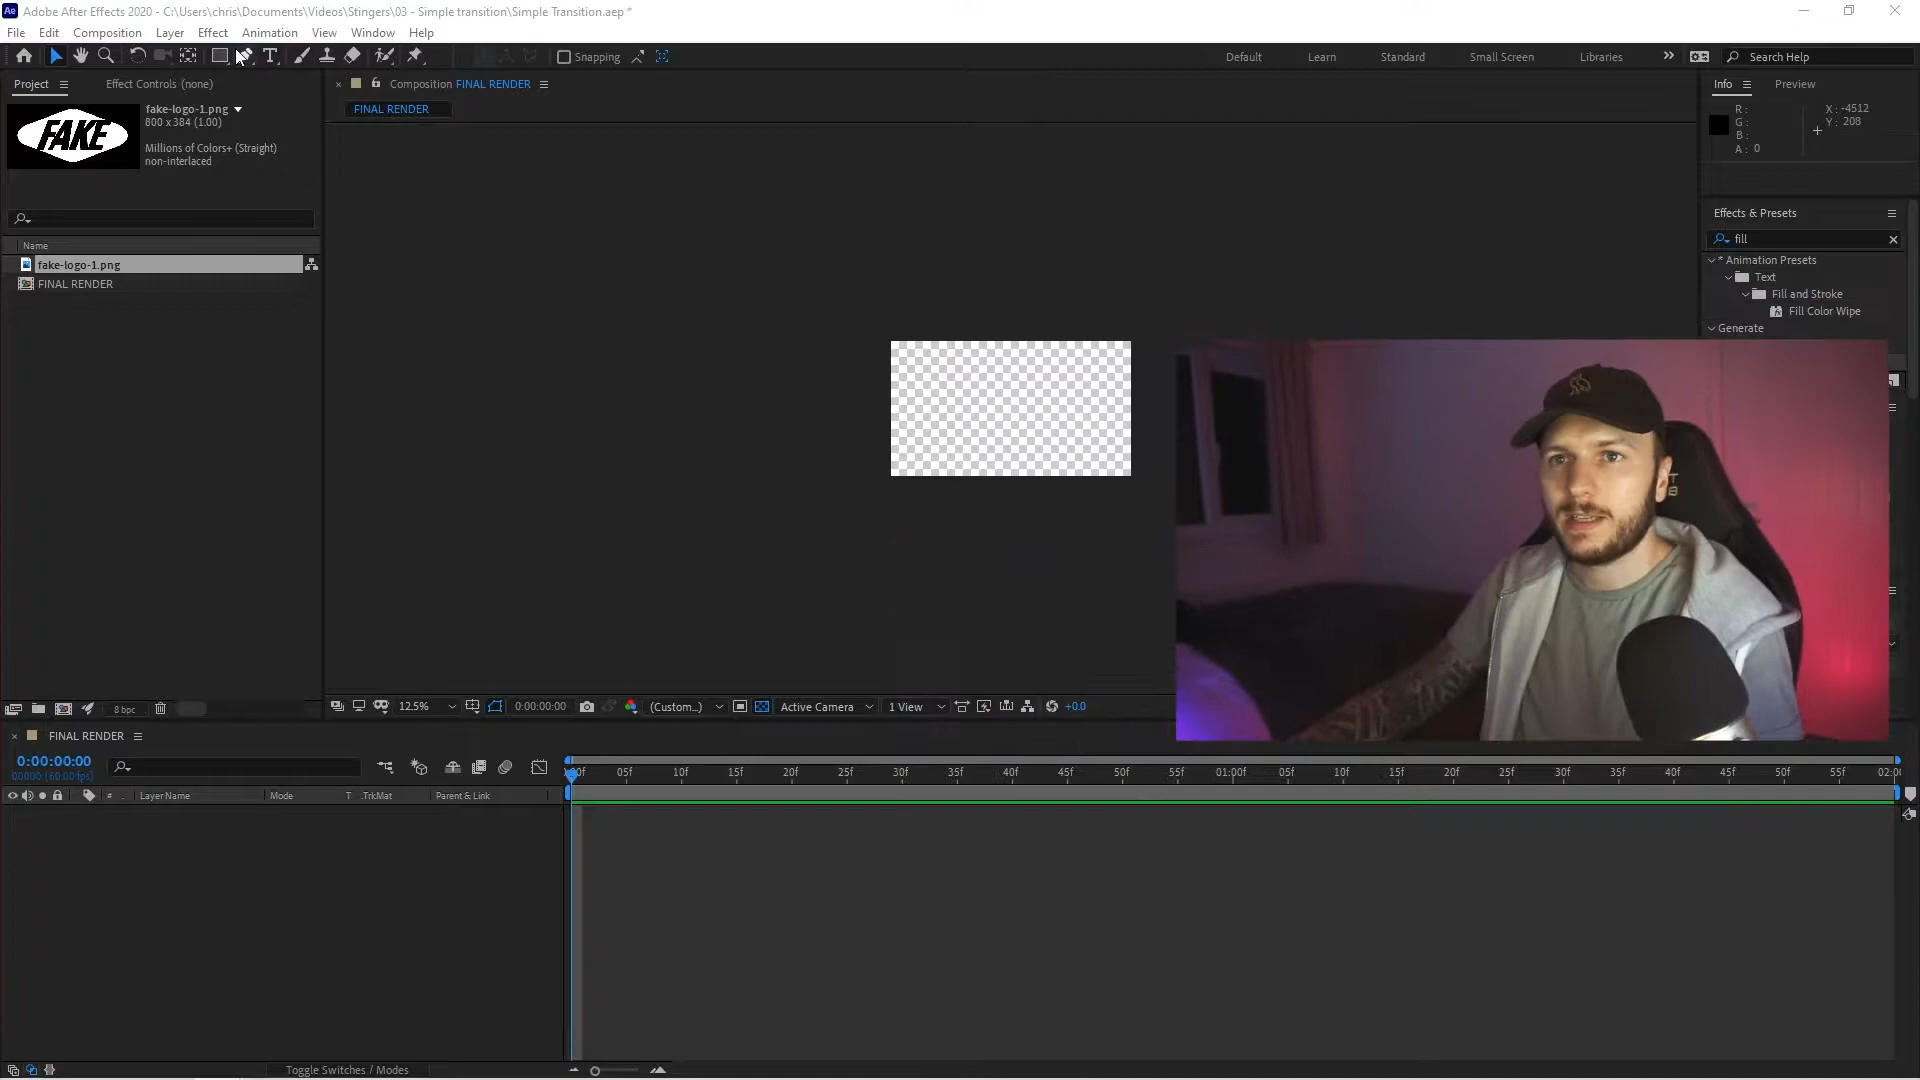 Ae Adobe After Effects 2020 - C:\Users\chris\Documents\Videos\Stingers\03 - Simple transition\Simple Transition.aep *
File Edit Composition Layer Effect Animation View Window Help
Snapping Default Learn Standard Small Screen Libraries Search Help
Project Effect Controls (none)
fake-logo-1.png
800 x 384 (1.00)
Millions of Colors+ (Straight)
non-interlaced
FAKE
Name
fake-logo-1.png
FINAL RENDER
8 bpc
Composition FINAL RENDER
FINAL RENDER
12.5% 0:00:00:00 (Custom...) Active Camera 1 View +0.0
Info Preview
R :
G :
B :
A : 0
X : -4512
Y : 208
Effects & Presets
fill
* Animation Presets
Text
Fill and Stroke
Fill Color Wipe
Generate
FINAL RENDER
0:00:00:00
00000 (60.00 fps)
# Layer Name Mode T .TrkMat Parent & Link
05f 10f 15f 20f 25f 30f 35f 40f 45f 50f 55f 01:00f 05f 10f 15f 20f 25f 30f 35f 40f 45f 50f 55f
Toggle Switches / Modes